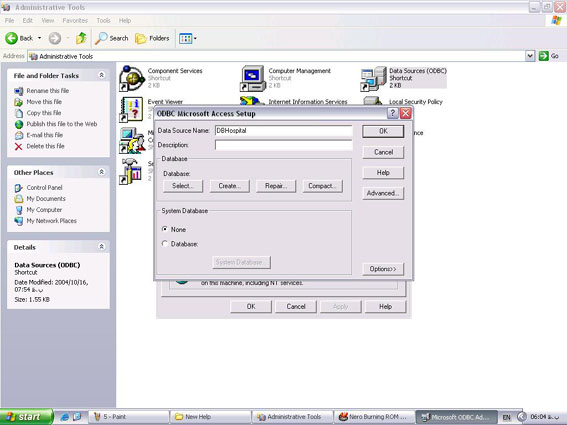 Administrative Tools
File Edit View Favorites Tools Help
Back Search Folders
Address Administrative Tools Go
File and Folder Tasks
Rename this file
Move this file
Copy this file
Publish this file to the Web
E-mail this file
Delete this file
Other Places
Control Panel
My Documents
My Computer
My Network Places
Details
Data Sources (ODBC)
Shortcut
Date Modified: 2004/10/16,
07:54 ق.ظ
Size: 1.55 KB
Component Services
Shortcut
2 KB
Computer Management
Shortcut
2 KB
Data Sources (ODBC)
Shortcut
2 KB
Event Viewer
Internet Information Services
Local Security Policy
ODBC Microsoft Access Setup
Data Source Name: DBHospital
Description:
OK
Cancel
Help
Advanced...
Database
Database:
Select... Create... Repair... Compact...
System Database
None
Database:
System Database...
Options>>
on this machine, including NT services.
OK Cancel Apply Help
start 5 - Paint New Help Administrative Tools Nero Burning ROM ... Microsoft ODBC Ad... EN 06:04 ق.ظ